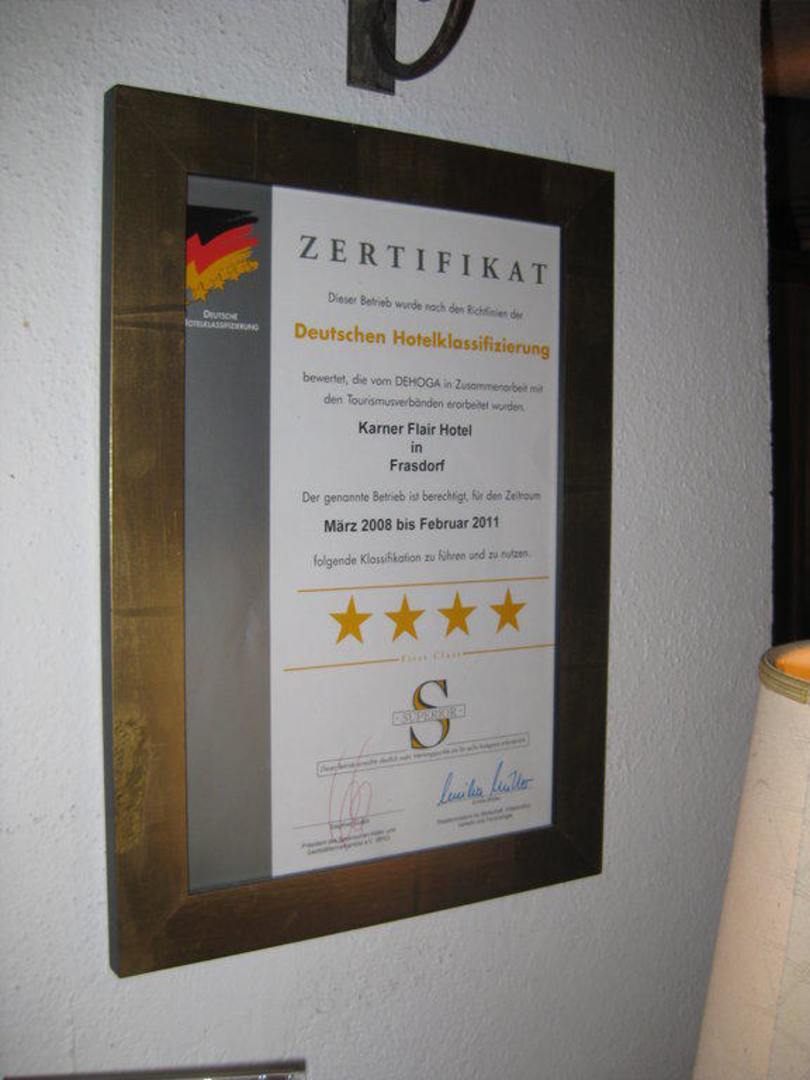 DEUTSCHE
HOTELKLASSIFIZIERUNG
ZERTIFIKAT
Dieser Betrieb wurde nach den Richtlinien der
Deutschen Hotelklassifizierung
bewertet, die vom DEHOGA in Zusammenarbeit mit
den Tourismusverbänden erarbeitet wurden.
Karner Flair Hotel
in
Frasdorf
Der genannte Betrieb ist berechtigt, für den Zeitraum
März 2008 bis Februar 2011
folgende Klassifikation zu führen und zu nutzen.
First Class
S
· SUPERIOR ·